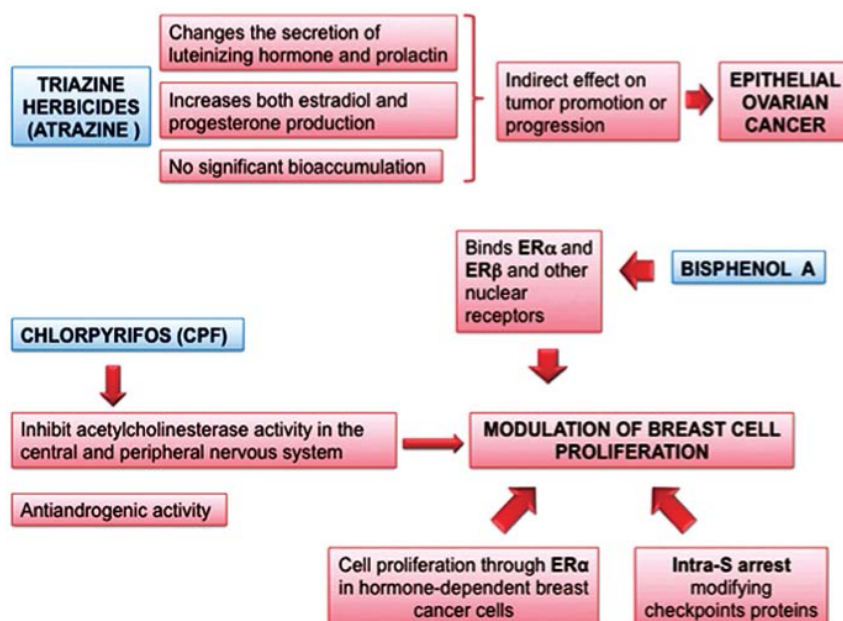 Changes the secretion of
luteinizing hormone and prolactin
TRIAZINE
HERBICIDES
(ATRAZINE )
Increases both estradiol and
progesterone production
No significant bioaccumulation
Indirect effect on
tumor promotion or
progression
EPITHELIAL
OVARIAN
CANCER
Binds ERα and
ERβ and other
nuclear
receptors
BISPHENOL A
CHLORPYRIFOS (CPF)
Inhibit acetylcholinesterase activity in the
central and peripheral nervous system
MODULATION OF BREAST CELL
PROLIFERATION
Antiandrogenic activity
Cell proliferation through ERα
in hormone-dependent breast
cancer cells
Intra-S arrest
modifying
checkpoints proteins